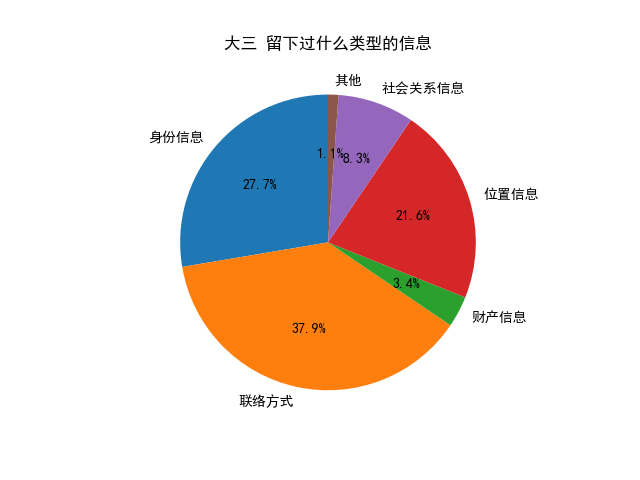 大三 留下过什么类型的信息
其他
社会关系信息
身份信息
1.1%
8.3%
27.7%
位置信息
21.6%
3.4%
财产信息
37.9%
联络方式